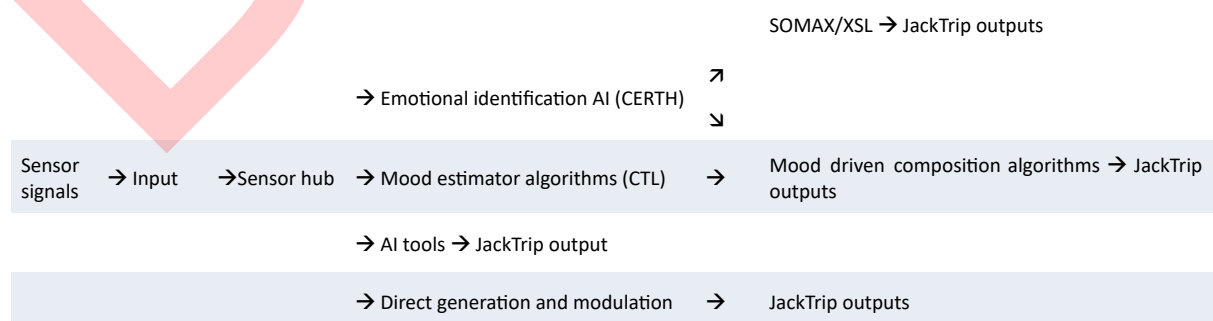 SOMAX/XSL → JackTrip outputs
↗
→ Emotional identification AI (CERTH)
↘
Sensor signals → Input →Sensor hub → Mood estimator algorithms (CTL) → Mood driven composition algorithms → JackTrip outputs
→ AI tools → JackTrip output
→ Direct generation and modulation → JackTrip outputs